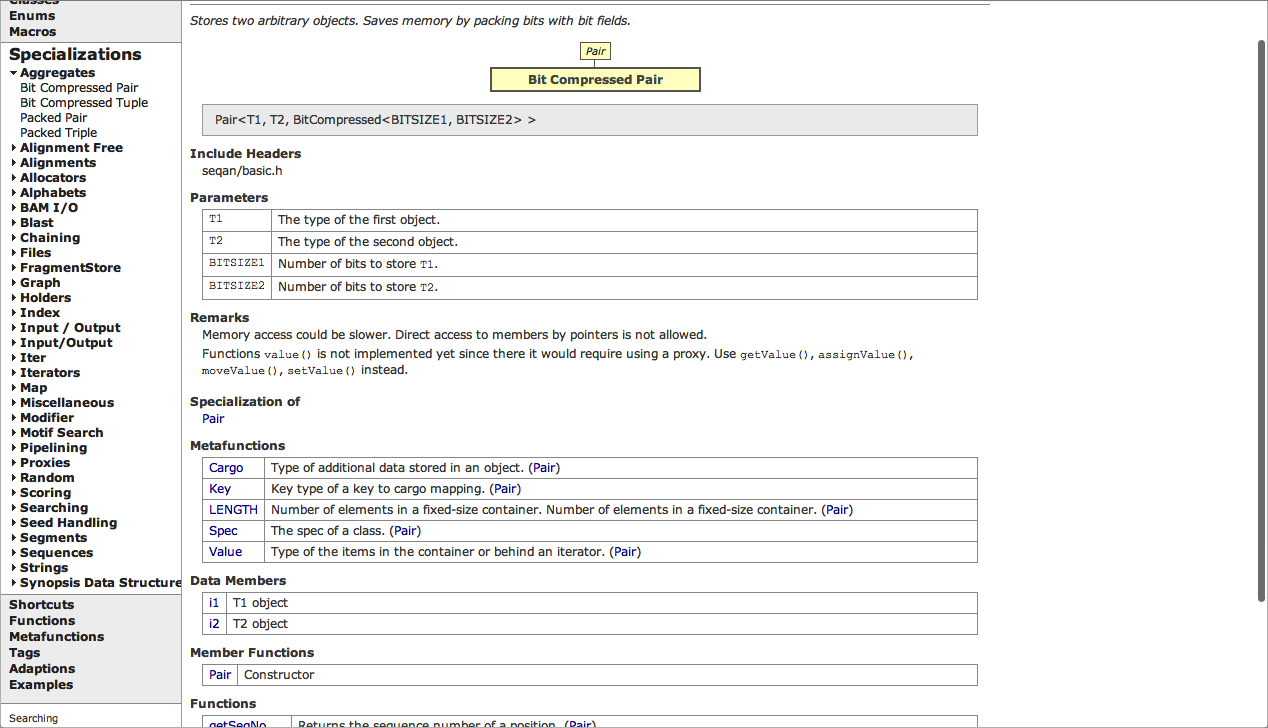 Classes
Enums
Macros
Specializations
Aggregates
Bit Compressed Pair
Bit Compressed Tuple
Packed Pair
Packed Triple
Alignment Free
Alignments
Allocators
Alphabets
BAM I/O
Blast
Chaining
Files
FragmentStore
Graph
Holders
Index
Input / Output
Input/Output
Iter
Iterators
Map
Miscellaneous
Modifier
Motif Search
Pipelining
Proxies
Random
Scoring
Searching
Seed Handling
Segments
Sequences
Strings
Synopsis Data Structure
Shortcuts
Functions
Metafunctions
Tags
Adaptions
Examples
Searching
Stores two arbitrary objects. Saves memory by packing bits with bit fields.
Pair
Bit Compressed Pair
Pair<T1, T2, BitCompressed<BITSIZE1, BITSIZE2> >
Include Headers
seqan/basic.h
Parameters
T1 The type of the first object.
T2 The type of the second object.
BITSIZE1 Number of bits to store T1.
BITSIZE2 Number of bits to store T2.
Remarks
Memory access could be slower. Direct access to members by pointers is not allowed.
Functions value() is not implemented yet since there it would require using a proxy. Use getValue(), assignValue(),
moveValue(), setValue() instead.
Specialization of
Pair
Metafunctions
Cargo Type of additional data stored in an object. (Pair)
Key Key type of a key to cargo mapping. (Pair)
LENGTH Number of elements in a fixed-size container. Number of elements in a fixed-size container. (Pair)
Spec The spec of a class. (Pair)
Value Type of the items in the container or behind an iterator. (Pair)
Data Members
i1 T1 object
i2 T2 object
Member Functions
Pair Constructor
Functions
getSeqNo Returns the sequence number of a position. (Pair)